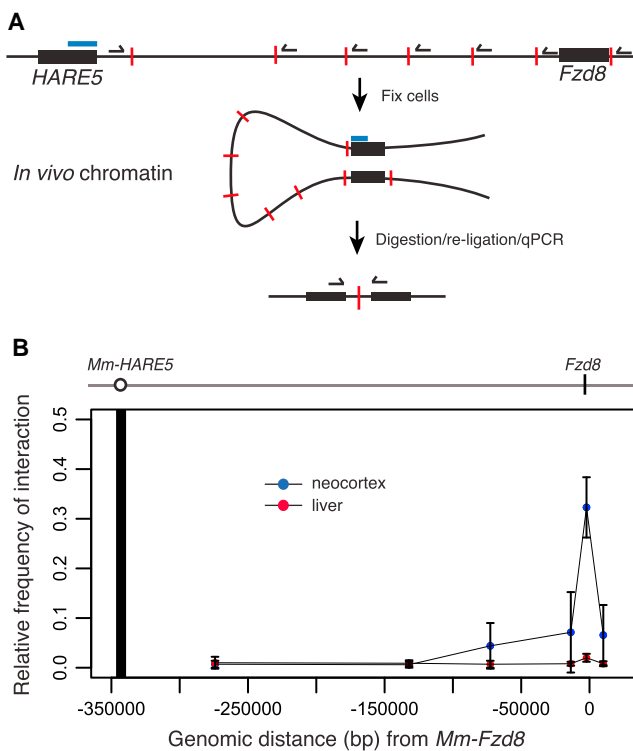 A
HARE5
Fzd8
Fix cells
In vivo chromatin
Digestion/re-ligation/qPCR
B
Mm-HARE5
Fzd8
Relative frequency of interaction
0.5
0.4
0.3
0.2
0.1
0.0
neocortex
liver
-350000
-250000
-150000
-50000
0
Genomic distance (bp) from Mm-Fzd8